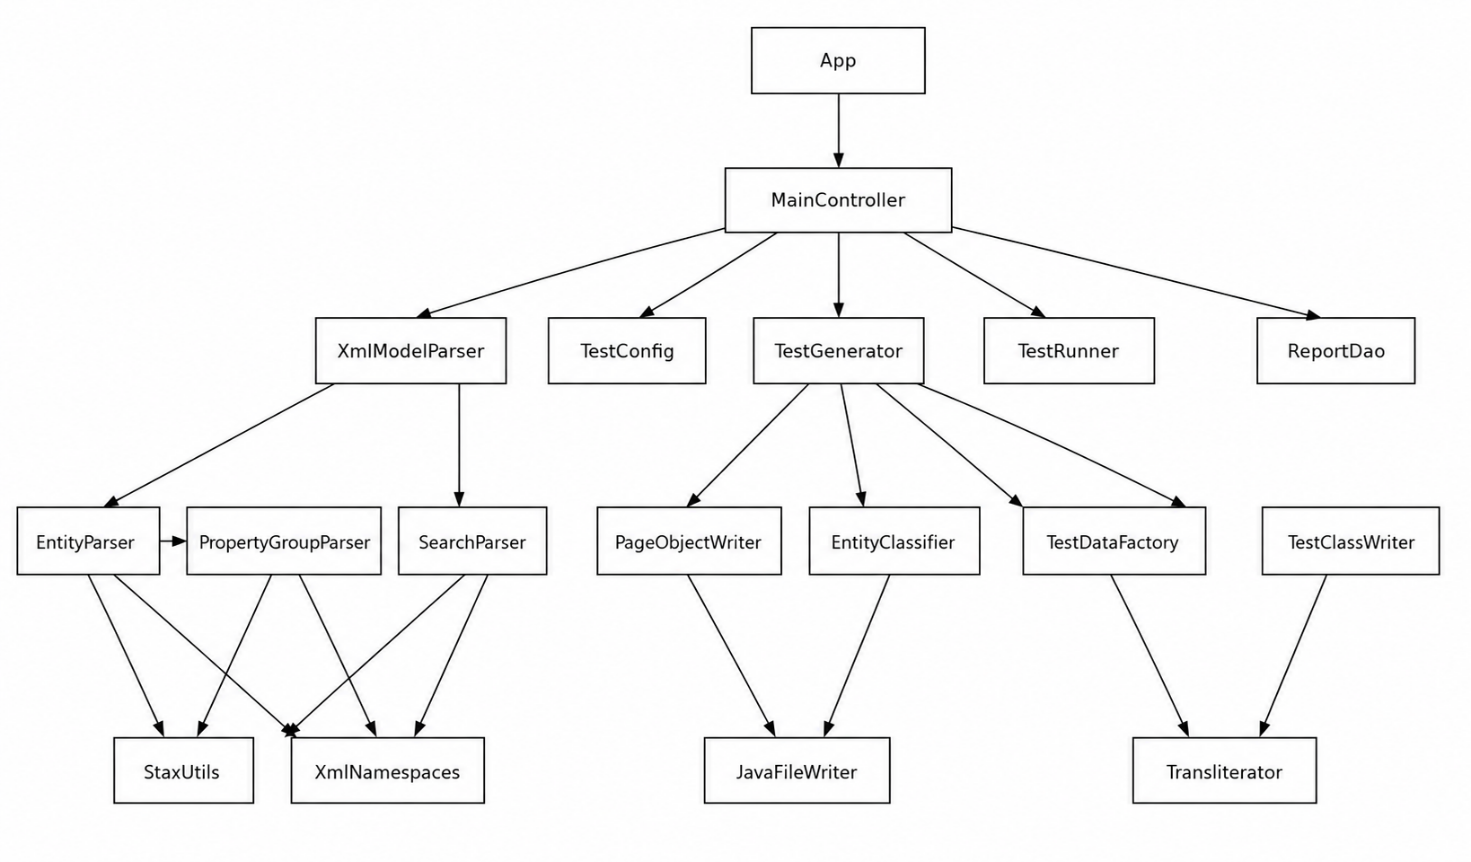 App
MainController
XmlModelParser
TestConfig
TestGenerator
TestRunner
ReportDao
EntityParser
PropertyGroupParser
SearchParser
PageObjectWriter
EntityClassifier
TestDataFactory
TestClassWriter
StaxUtils
XmlNamespaces
JavaFileWriter
Transliterator